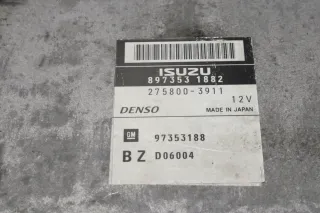 ISUZU
897353 1882
275800-3911
12V
DENSO
MADE IN JAPAN
GM 97353188
BZ D06004